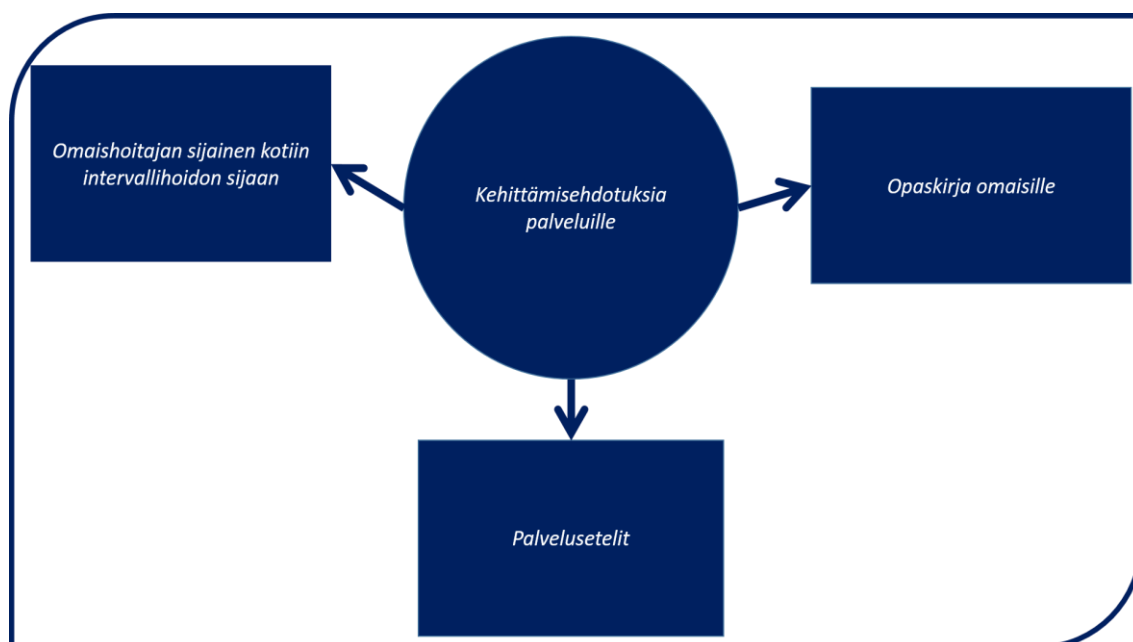 Omaishoitajan sijainen kotiin
intervallihoidon sijaan
Kehittämisehdotuksia
palveluille
Opaskirja omaisille
Palvelusetelit